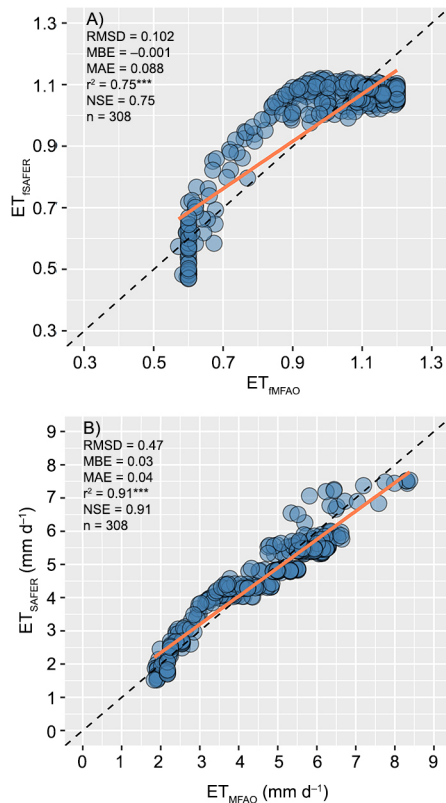 A)
RMSD = 0.102
MBE = –0.001
MAE = 0.088
r² = 0.75***
NSE = 0.75
n = 308
1.3
1.1
0.9
0.7
0.5
0.3
ETfSAFER
0.3 0.5 0.7 0.9 1.1 1.3
ETfMFAO
B)
RMSD = 0.47
MBE = 0.03
MAE = 0.04
r² = 0.91***
NSE = 0.91
n = 308
9
8
7
6
5
4
3
2
1
0
ETSAFER (mm d⁻¹)
0 1 2 3 4 5 6 7 8 9
ETMFAO (mm d⁻¹)